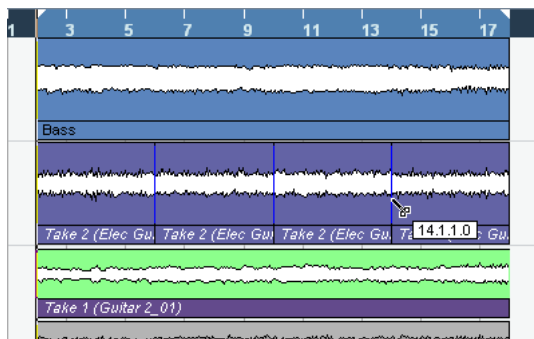 1 3 5 7 9 11 13 15 17
Bass
Take 2 (Elec Gu. Take 2 (Elec Gui Take 2 (Elec Gu. Gu.
14.1.1.0
Take 1 (Guitar 2_01)